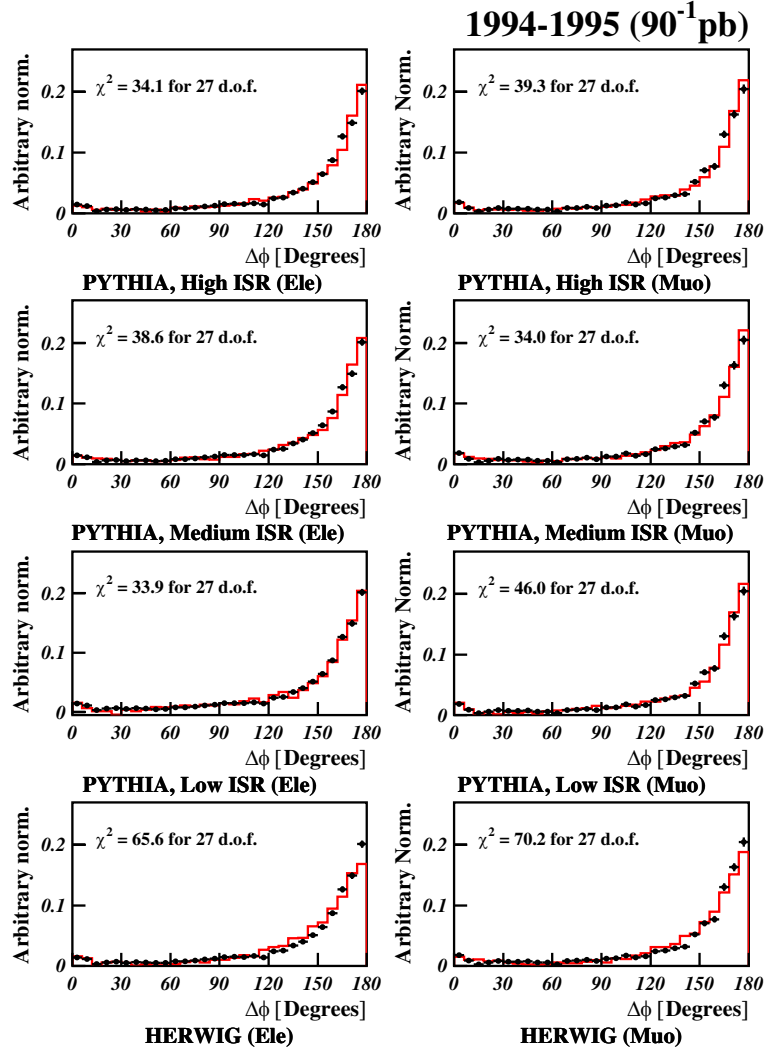 1994-1995 (90⁻¹pb)
Arbitrary norm.
χ² = 34.1 for 27 d.o.f.
0.2
0.1
0
0 30 60 90 120 150 180
Δϕ [Degrees]
PYTHIA, High ISR (Ele)
Arbitrary Norm.
χ² = 39.3 for 27 d.o.f.
0.2
0.1
0
0 30 60 90 120 150 180
Δϕ [Degrees]
PYTHIA, High ISR (Muo)
Arbitrary norm.
χ² = 38.6 for 27 d.o.f.
0.2
0.1
0
0 30 60 90 120 150 180
Δϕ [Degrees]
PYTHIA, Medium ISR (Ele)
Arbitrary Norm.
χ² = 34.0 for 27 d.o.f.
0.2
0.1
0
0 30 60 90 120 150 180
Δϕ [Degrees]
PYTHIA, Medium ISR (Muo)
Arbitrary norm.
χ² = 33.9 for 27 d.o.f.
0.2
0.1
0
0 30 60 90 120 150 180
Δϕ [Degrees]
PYTHIA, Low ISR (Ele)
Arbitrary Norm.
χ² = 46.0 for 27 d.o.f.
0.2
0.1
0
0 30 60 90 120 150 180
Δϕ [Degrees]
PYTHIA, Low ISR (Muo)
Arbitrary norm.
χ² = 65.6 for 27 d.o.f.
0.2
0.1
0
0 30 60 90 120 150 180
Δϕ [Degrees]
HERWIG (Ele)
Arbitrary Norm.
χ² = 70.2 for 27 d.o.f.
0.2
0.1
0
0 30 60 90 120 150 180
Δϕ [Degrees]
HERWIG (Muo)